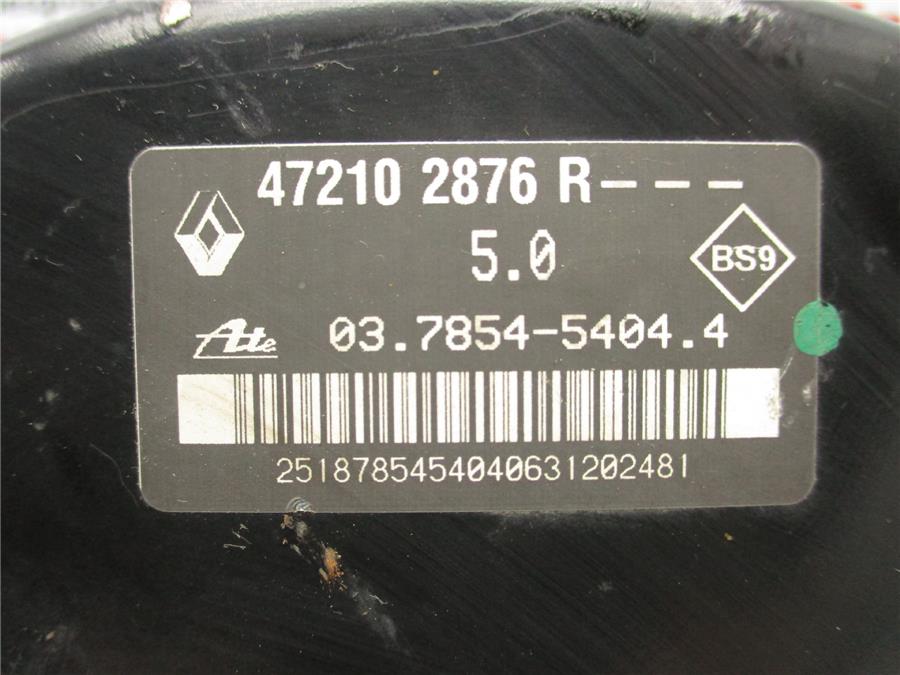 47210 2876 R---
5.0
BS9
Ate 03.7854-5404.4
2518785454040631202481